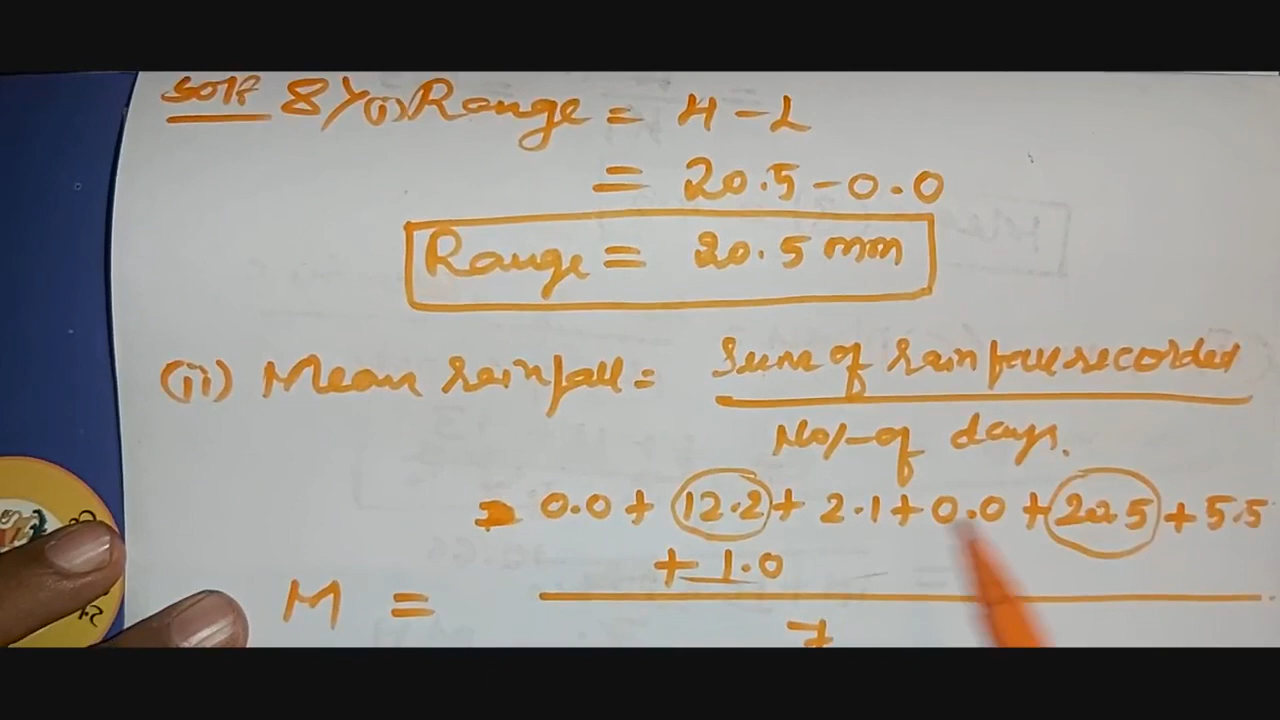 Solⁿ 8) (i) Range = H - L
= 20.5 - 0.0
Range = 20.5 mm
(ii) Mean rainfall = Sum of rainfall recorded
No/- of days.
= 0.0 + 12.2 + 2.1 + 0.0 + 20.5 + 5.5
+ 1.0
M =
7